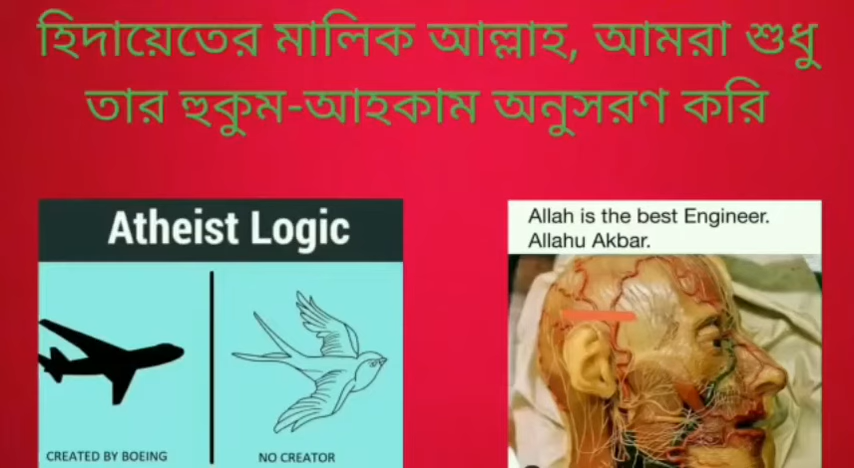 হিদায়েতের মালিক আল্লাহ, আমরা শুধু
তার হুকুম-আহকাম অনুসরণ করি
Atheist Logic
CREATED BY BOEING
NO CREATOR
Allah is the best Engineer.
Allahu Akbar.